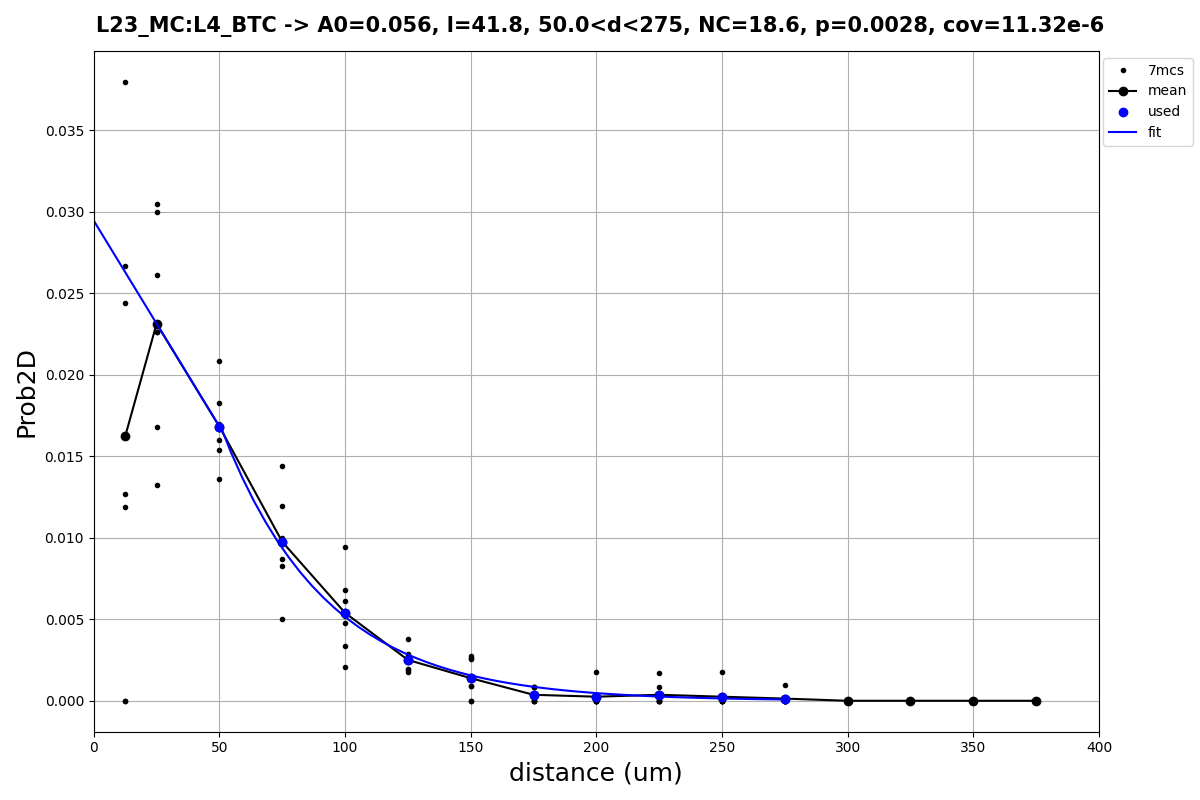 L23_MC:L4_BTC -> A0=0.056, l=41.8, 50.0<d<275, NC=18.6, p=0.0028, cov=11.32e-6
7mcs
mean
used
fit
0.035
0.030
0.025
0.020
0.015
0.010
0.005
0.000
Prob2D
0 50 100 150 200 250 300 350 400
distance (um)